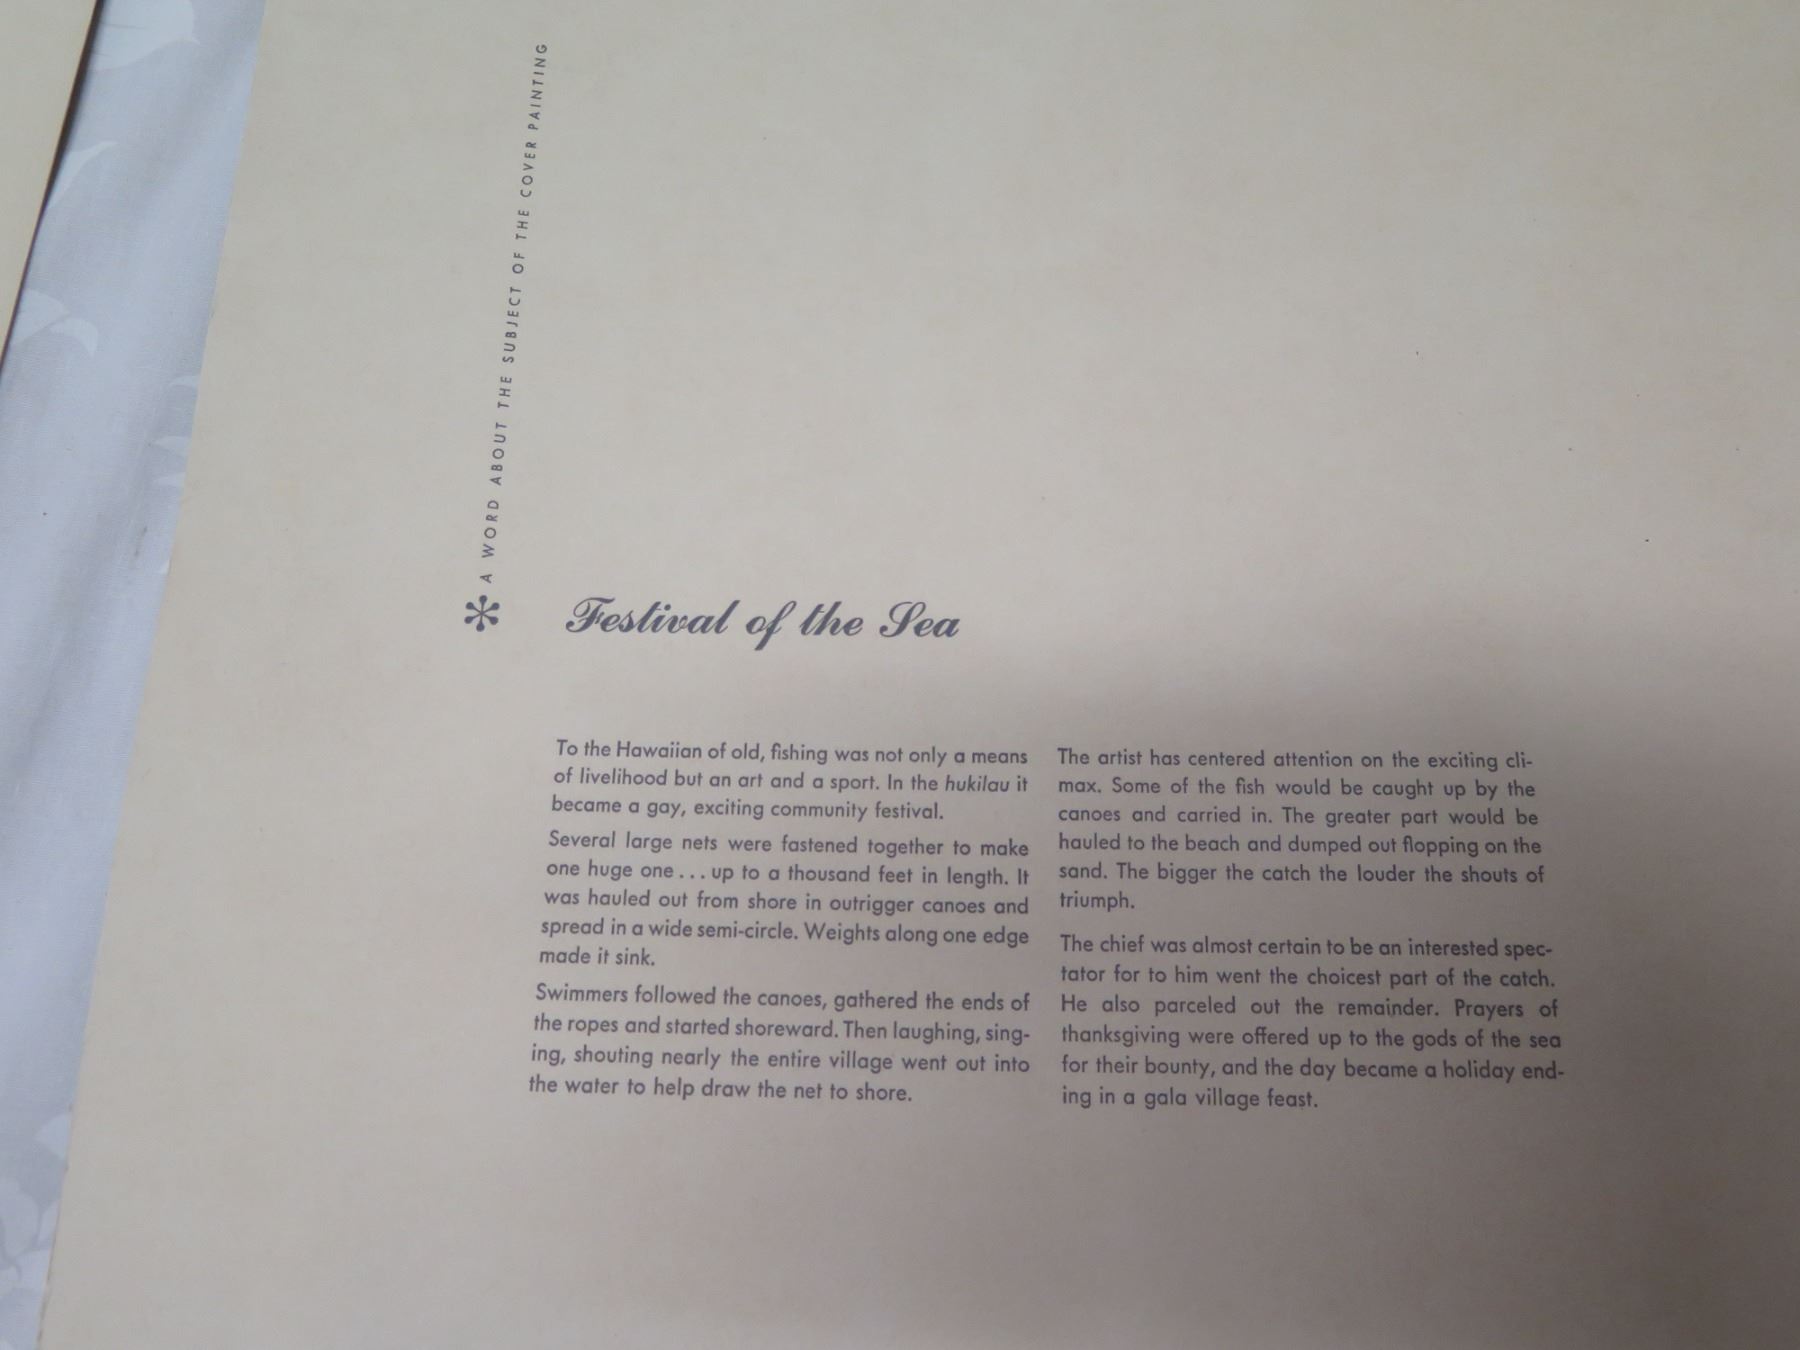 A WORD ABOUT THE SUBJECT OF THE COVER PAINTING
Festival of the Sea
To the Hawaiian of old, fishing was not only a means
of livelihood but an art and a sport. In the hukilau it
became a gay, exciting community festival.
Several large nets were fastened together to make
one huge one . . . up to a thousand feet in length. It
was hauled out from shore in outrigger canoes and
spread in a wide semi-circle. Weights along one edge
made it sink.
Swimmers followed the canoes, gathered the ends of
the ropes and started shoreward. Then laughing, sing-
ing, shouting nearly the entire village went out into
the water to help draw the net to shore.
The artist has centered attention on the exciting cli-
max. Some of the fish would be caught up by the
canoes and carried in. The greater part would be
hauled to the beach and dumped out flopping on the
sand. The bigger the catch the louder the shouts of
triumph.
The chief was almost certain to be an interested spec-
tator for to him went the choicest part of the catch.
He also parceled out the remainder. Prayers of
thanksgiving were offered up to the gods of the sea
for their bounty, and the day became a holiday end-
ing in a gala village feast.